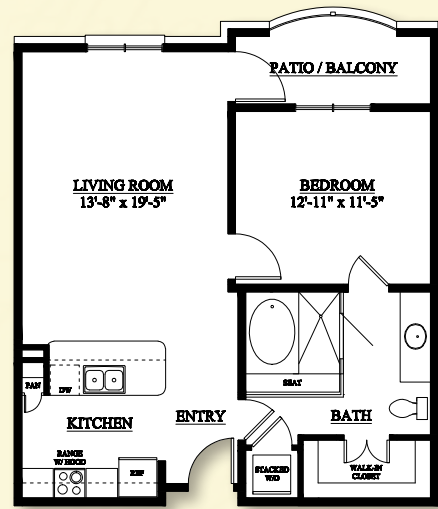 PATIO / BALCONY
LIVING ROOM
13'-8" x 19'-5"
BEDROOM
12'-11" x 11'-5"
SEAT
PAN
DW
KITCHEN
ENTRY
BATH
RANGE
W/ HOOD
REF
STACKED
W/D
WALK-IN
CLOSET